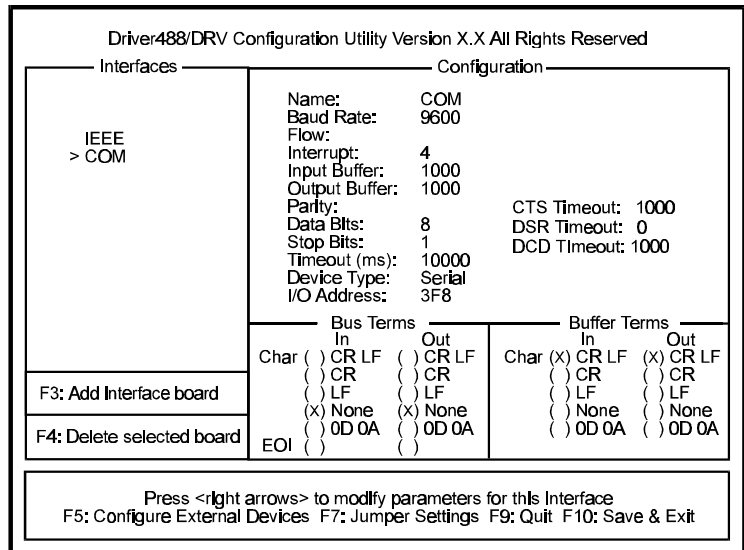 Driver488/DRV Configuration Utility Version X.X All Rights Reserved
Interfaces
IEEE
> COM
F3: Add Interface board
F4: Delete selected board
Configuration
Name: COM
Baud Rate: 9600
Flow:
Interrupt: 4
Input Buffer: 1000
Output Buffer: 1000
Parity:
Data Bits: 8
Stop Bits: 1
Timeout (ms): 10000
Device Type: Serial
I/O Address: 3F8
CTS Timeout: 1000
DSR Timeout: 0
DCD Timeout: 1000
Bus Terms
In Out
Char ( ) CR LF ( ) CR LF
( ) CR ( ) CR
( ) LF ( ) LF
(X) None (X) None
( ) 0D 0A ( ) 0D 0A
EOI ( ) ( )
Buffer Terms
In Out
Char (X) CR LF (X) CR LF
( ) CR ( ) CR
( ) LF ( ) LF
( ) None ( ) None
( ) 0D 0A ( ) 0D 0A
Press <right arrows> to modify parameters for this Interface
F5: Configure External Devices F7: Jumper Settings F9: Quit F10: Save & Exit